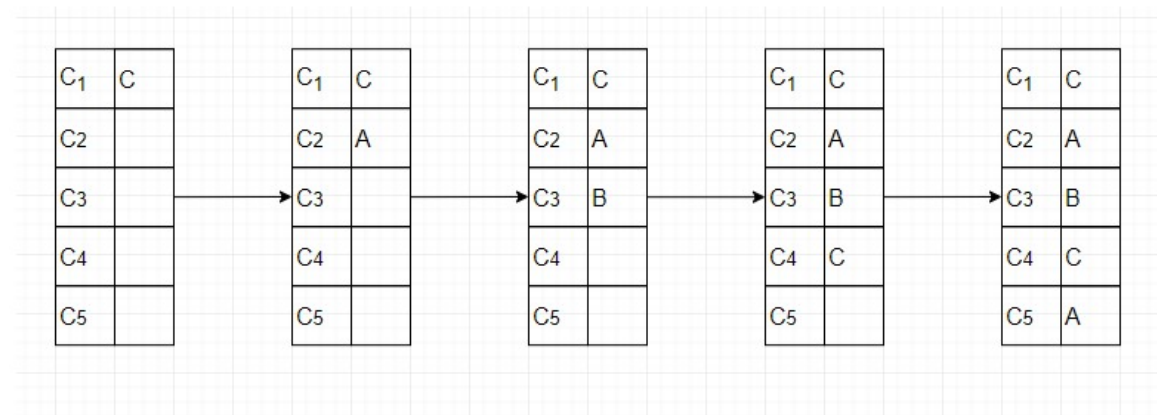 C1 C C1 C C1 C C1 C C1 C
C2 C2 A C2 A C2 A C2 A
C3 C3 C3 B C3 B C3 B
C4 C4 C4 C4 C C4 C
C5 C5 C5 C5 C5 A